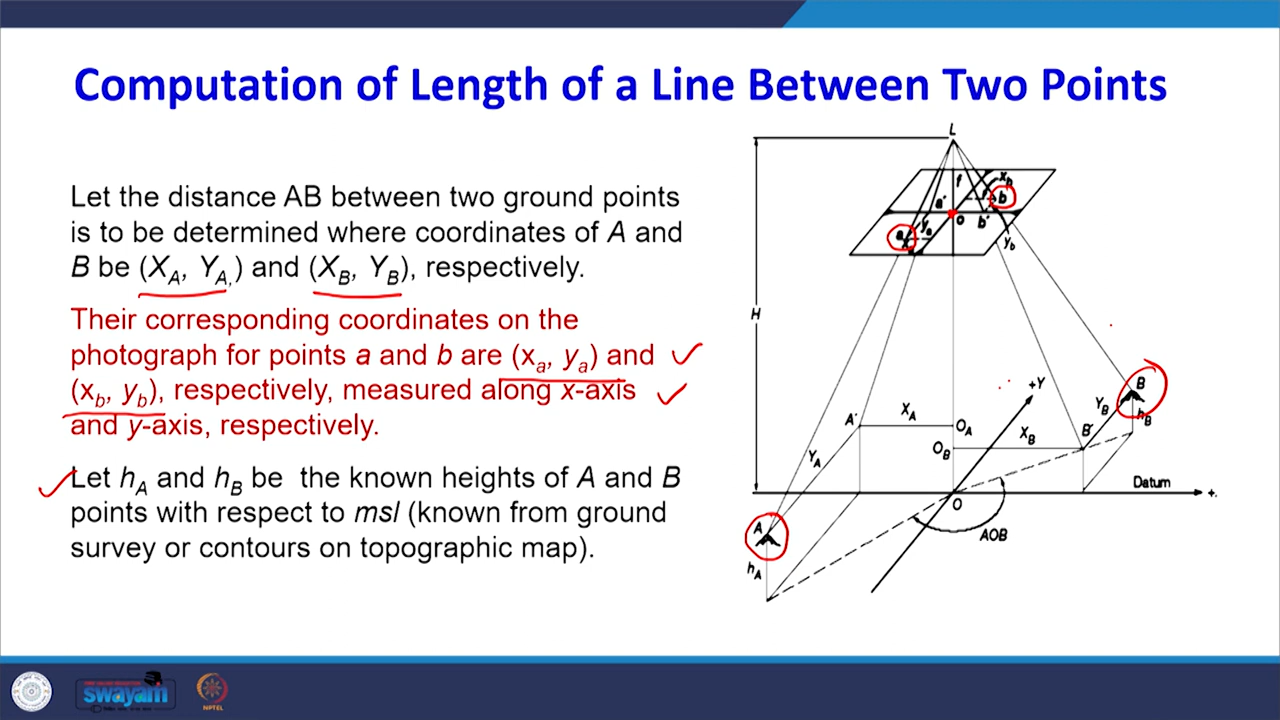 Computation of Length of a Line Between Two Points
Let the distance AB between two ground points
is to be determined where coordinates of A and
B be (X_A, Y_A,) and (X_B, Y_B), respectively.
Their corresponding coordinates on the
photograph for points a and b are (x_a, y_a) and
(x_b, y_b), respectively, measured along x-axis
and y-axis, respectively.
Let h_A and h_B be the known heights of A and B
points with respect to msl (known from ground
survey or contours on topographic map).
L
f
x_b
b
a'
o
b'
y_a
a
y_b
H
+Y
B
Y_B
h_B
A'
X_A
O_A
X_B
B'
O_B
Y_A
Datum
+
O
A
AOB
h_A
swayam
NPTEL